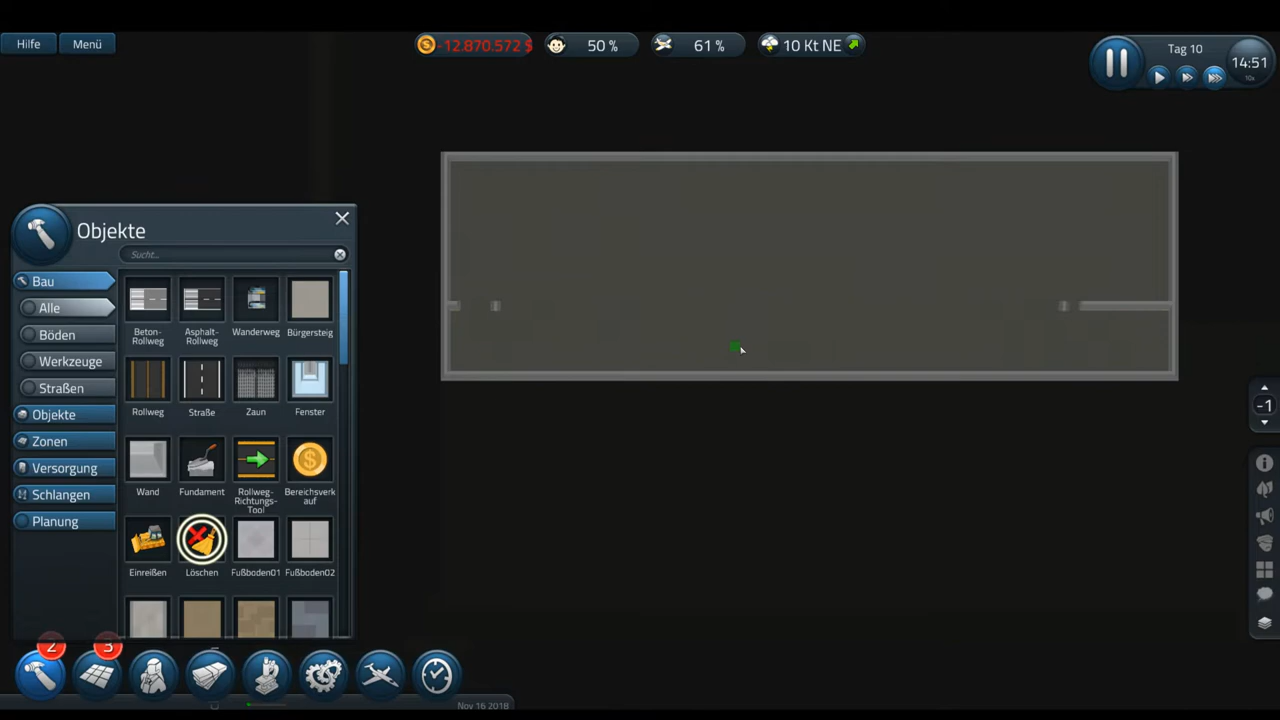 Hilfe
Menü
-12.870.572 $
50 %
61 %
10 Kt NE
Tag 10
14:51
10s
Objekte
Sucht...
Bau
Alle
Böden
Werkzeuge
Straßen
Objekte
Zonen
Versorgung
Schlangen
Planung
Beton-
Rollweg
Asphalt-
Rollweg
Wanderweg
Bürgersteig
Rollweg
Straße
Zaun
Fenster
Wand
Fundament
Rollweg-
Richtungs-
Tool
Bereichsverk
auf
Einreißen
Löschen
Fußboden01
Fußboden02
-1
2
3
Nov 16 2018